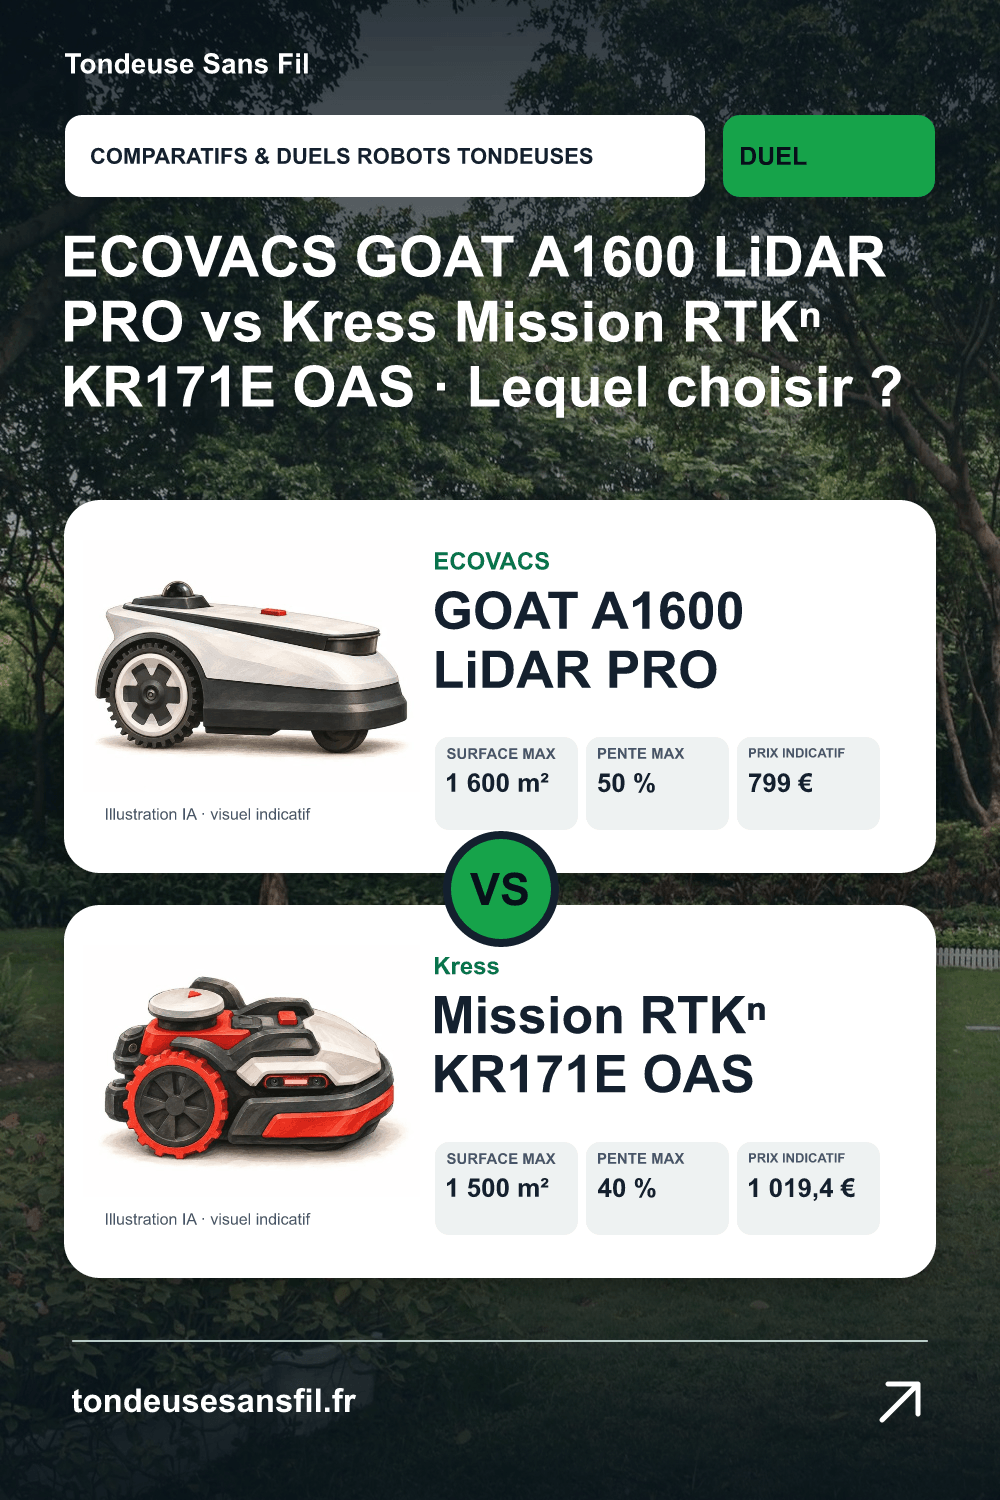 Tondeuse Sans Fil
COMPARATIFS & DUELS ROBOTS TONDEUSES
DUEL
ECOVACS GOAT A1600 LiDAR
PRO vs Kress Mission RTKⁿ
KR171E OAS · Lequel choisir ?
ECOVACS
GOAT A1600
LiDAR PRO
SURFACE MAX
1 600 m²
PENTE MAX
50 %
PRIX INDICATIF
799 €
Illustration IA · visuel indicatif
VS
Kress
Mission RTKⁿ
KR171E OAS
SURFACE MAX
1 500 m²
PENTE MAX
40 %
PRIX INDICATIF
1 019,4 €
Illustration IA · visuel indicatif
tondeusesansfil.fr